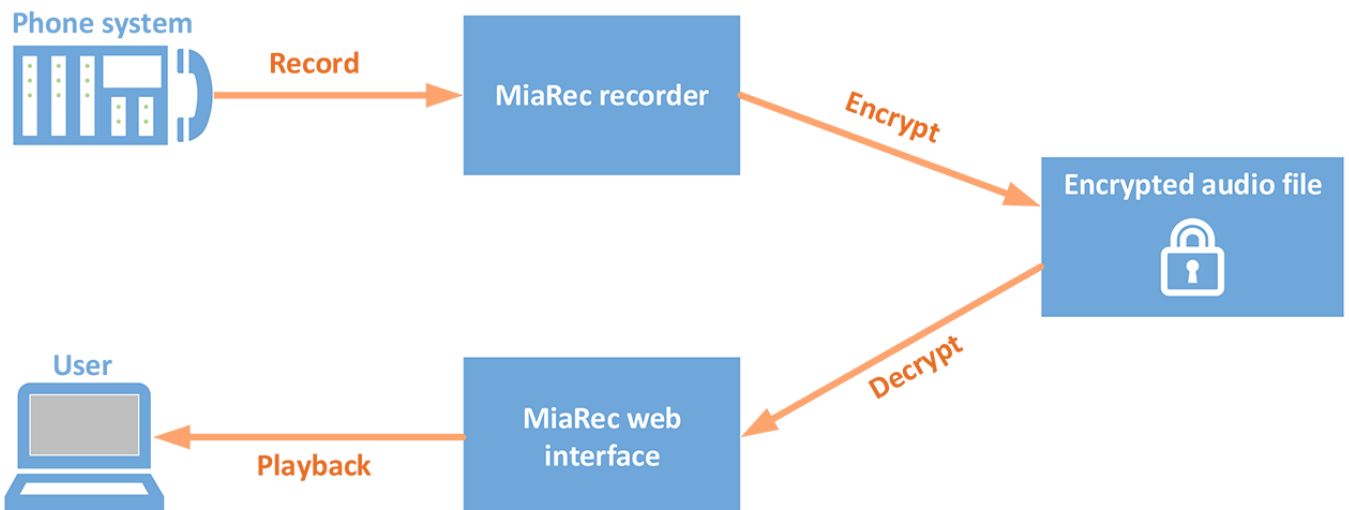 Phone system
Record
MiaRec recorder
Encrypt
Encrypted audio file
Decrypt
User
MiaRec web
interface
Playback